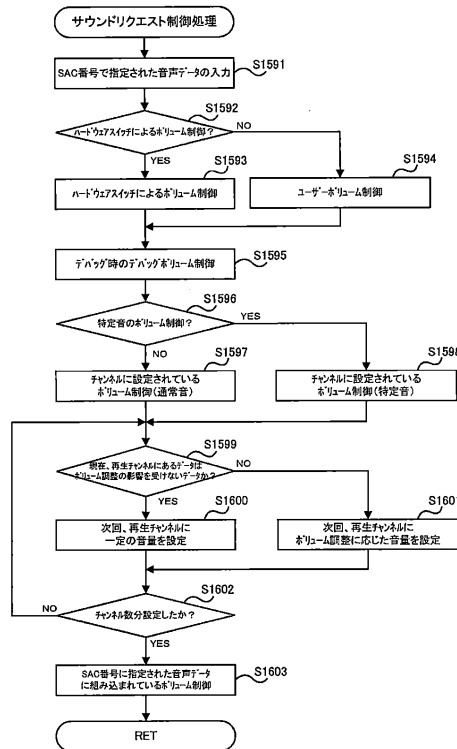 サウンドリクエスト制御処理
S1591
SAC番号で指定された音声データの入力
S1592
ハードウェアスイッチによるボリューム制御？
NO
YES
S1593
ハードウェアスイッチによるボリューム制御
S1594
ユーザーボリューム制御
S1595
デバッグ時のデバッグボリューム制御
S1596
特定音のボリューム制御？
YES
NO
S1597
チャンネルに設定されている
ボリューム制御(通常音)
S1598
チャンネルに設定されている
ボリューム制御(特定音)
S1599
現在、再生チャンネルにあるデータは
ボリューム調整の影響を受けないデータか？
NO
YES
S1600
次回、再生チャンネルに
一定の音量を設定
S1601
次回、再生チャンネルに
ボリューム調整に応じた音量を設定
S1602
チャンネル数分設定したか？
NO
YES
S1603
SAC番号に指定された音声データ
に組み込まれているボリューム制御
RET